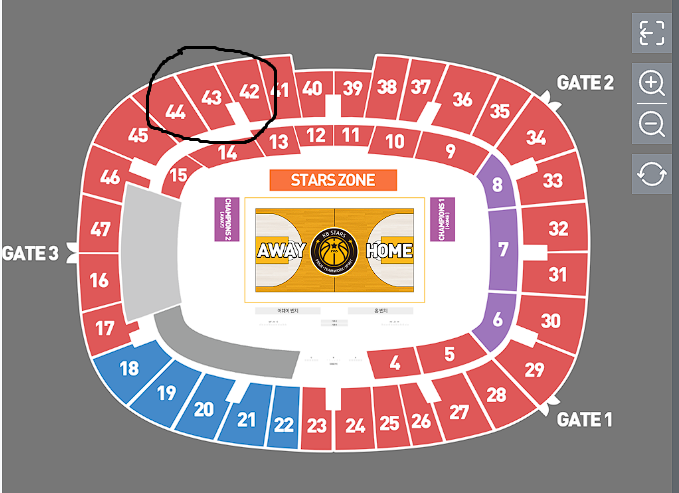 GATE 2
44 43 42 41 40 39 38 37 36 35
45 34
14 13 12 11 10 9
46 15 8 33
STARS ZONE
CHAMPIONS 2
CHAMPIONS 1
47 32
KB STARS
AWAY HOME
7
GATE 3
16 31
6 30
17
4 5
18 29
19 28
20 21 22 23 24 25 26 27
GATE 1